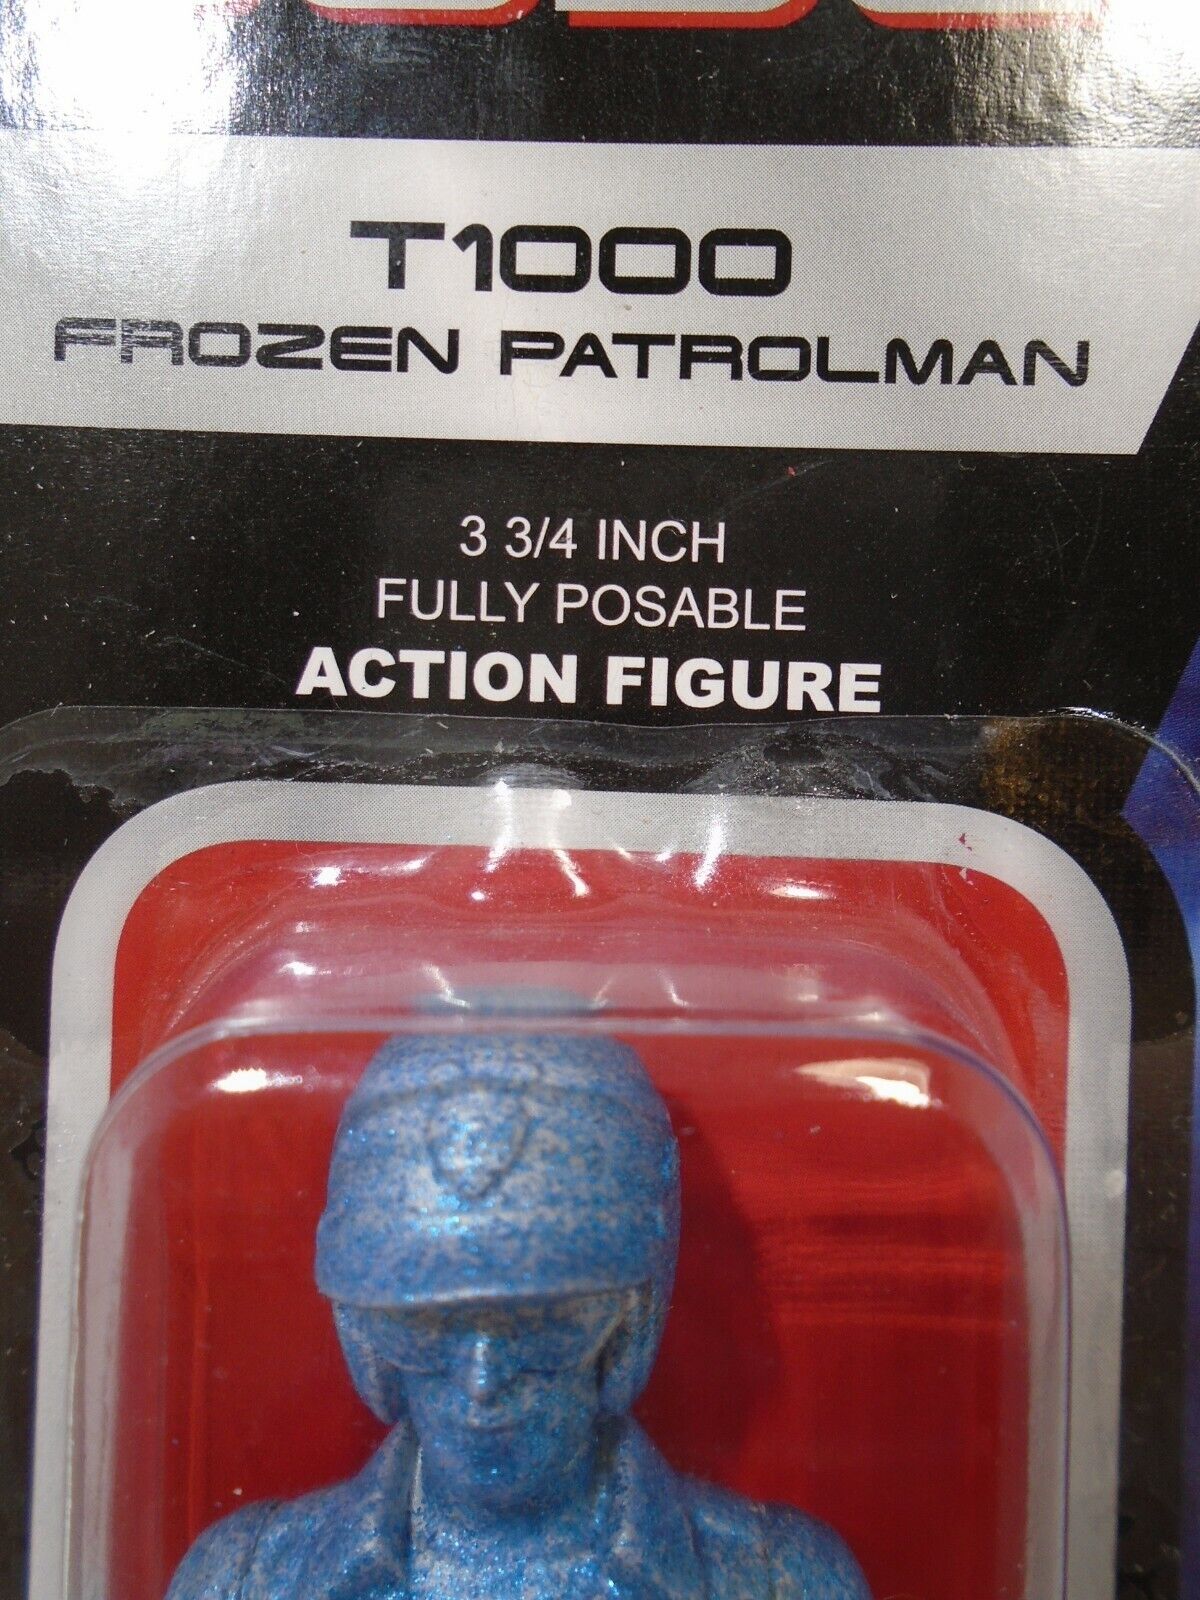 T1000
FROZEN PATROLMAN
3 3/4 INCH
FULLY POSABLE
ACTION FIGURE